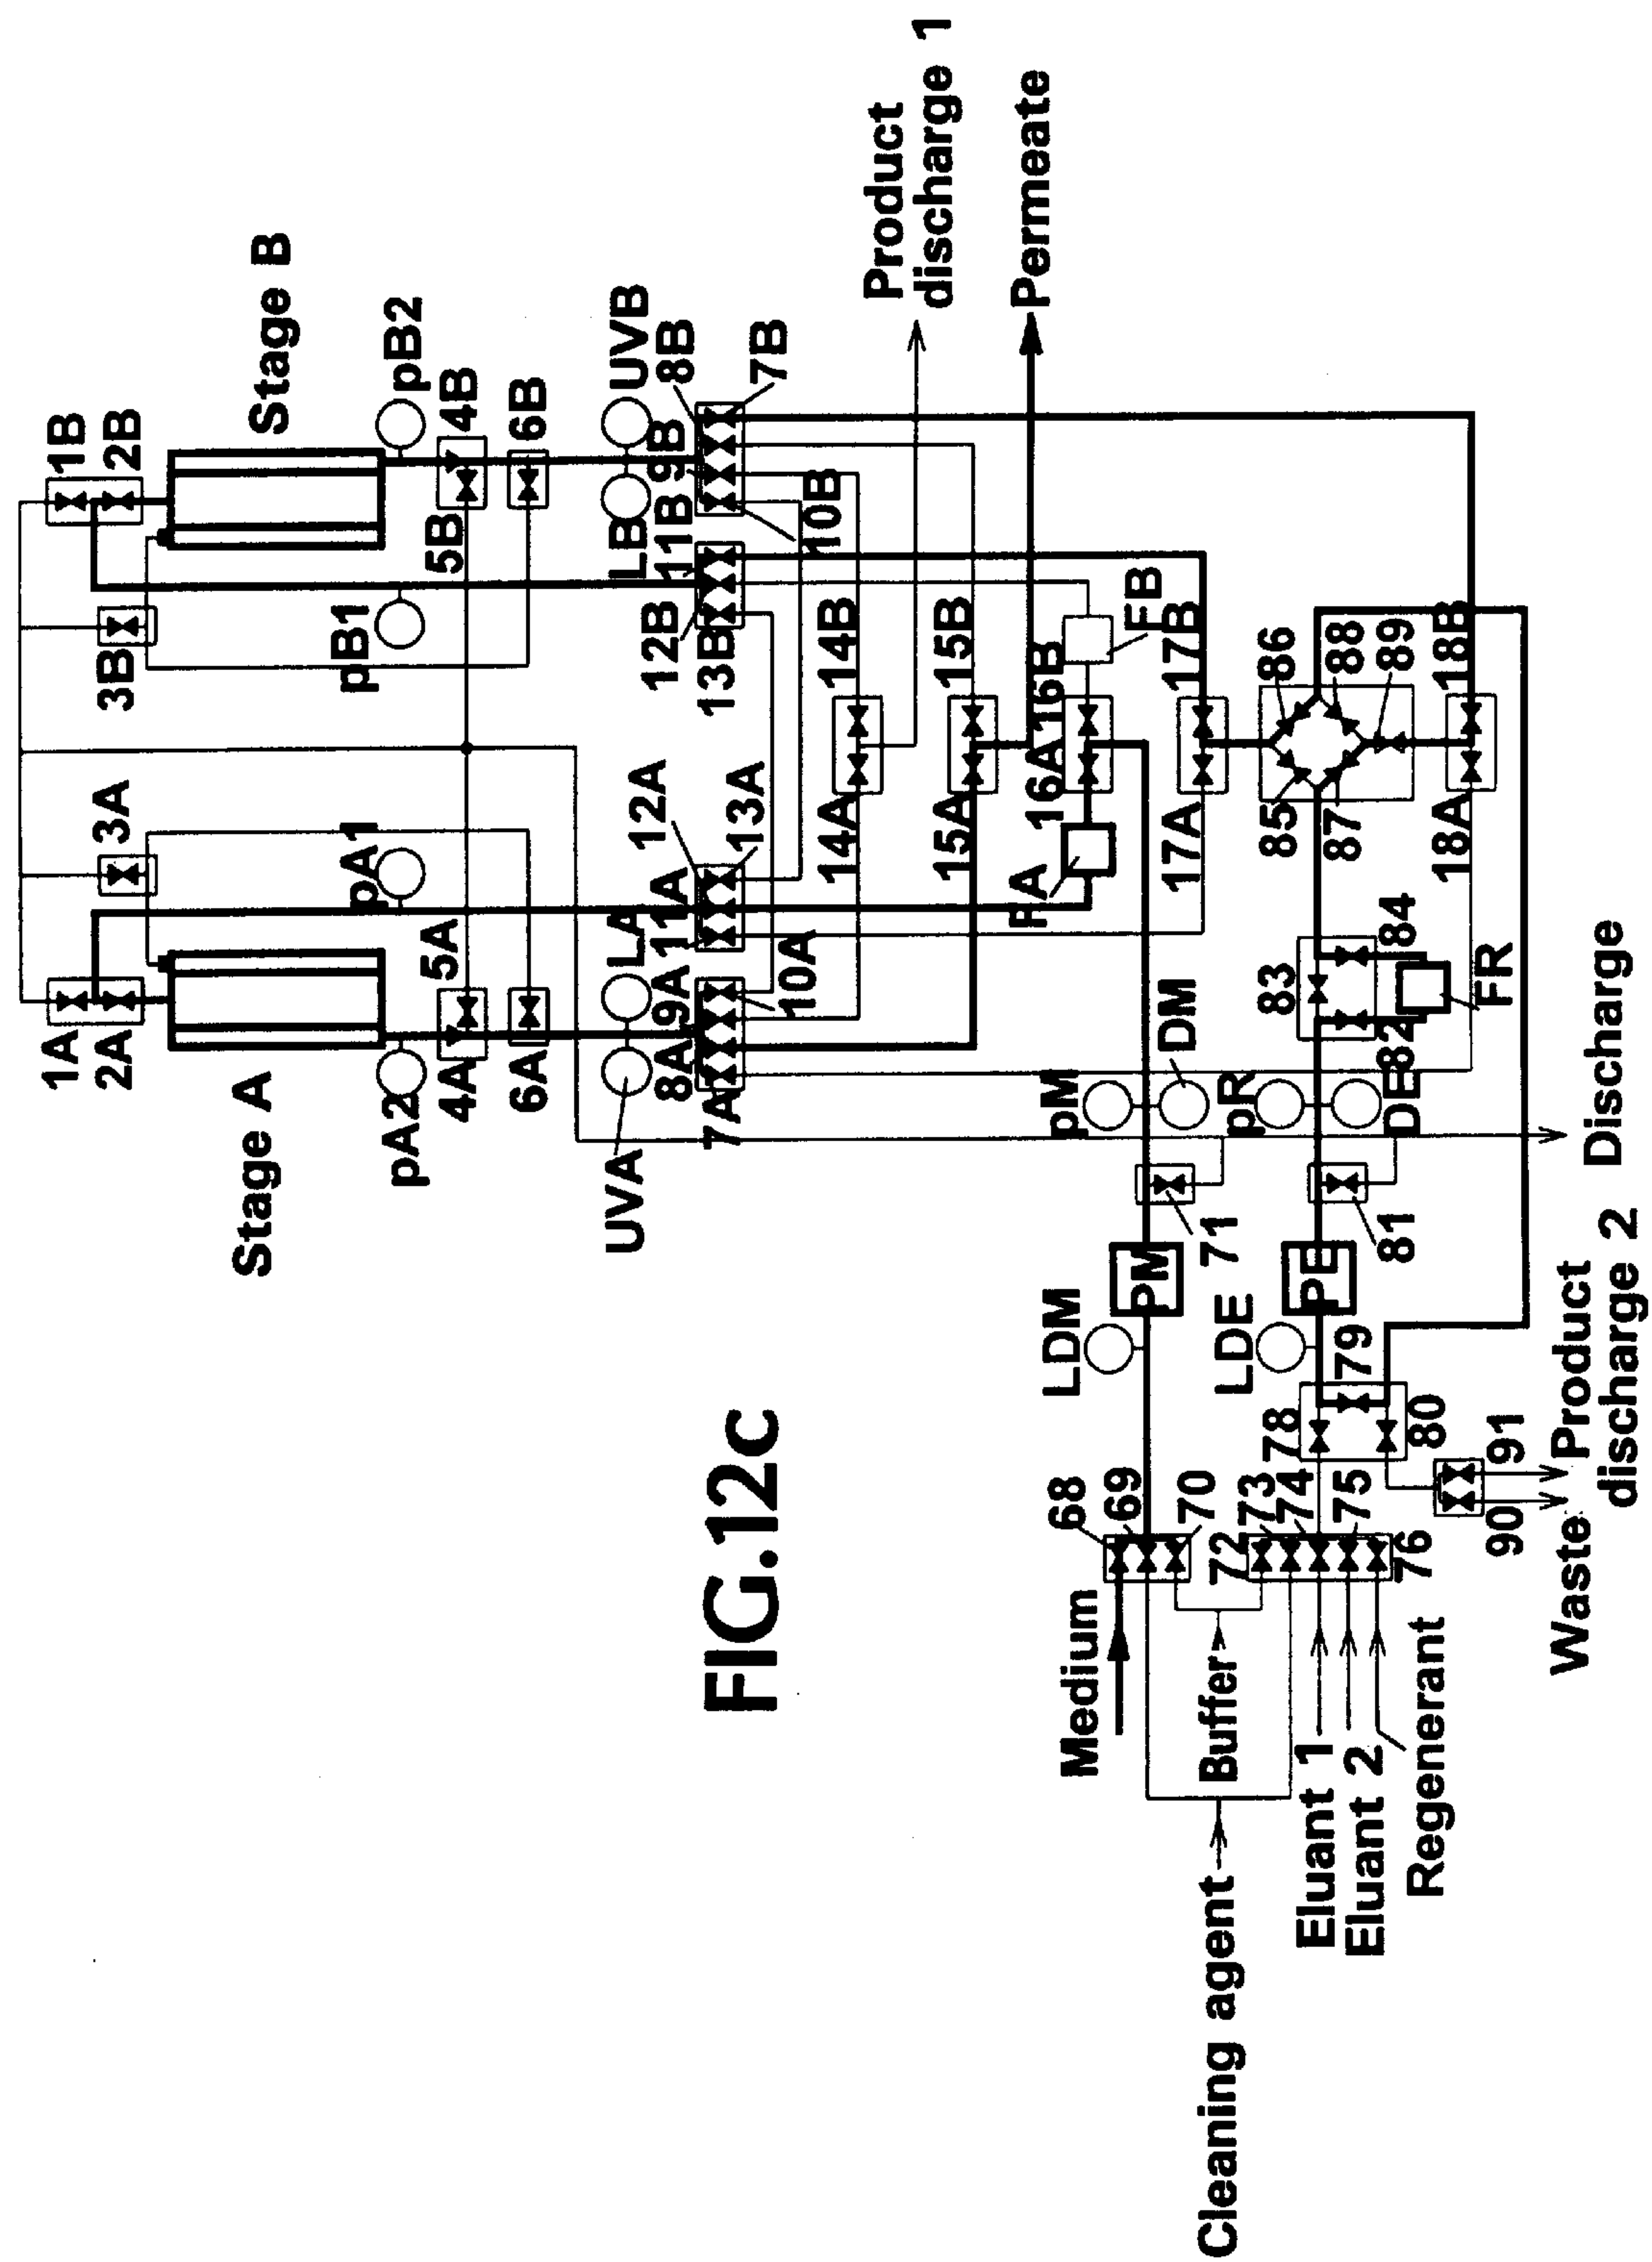 FIG.12c
Stage A
Stage B
1A
2A
3A
pA1
pA2
4A
5A
6A
UVA
LA
7A
8A
9A
10A
11A
12A
13A
14A
15A
16A
17A
18A
1B
2B
3B
pB1
pB2
4B
5B
6B
UVB
LB
7B
8B
9B
10B
11B
12B
13B
14B
15B
16B
FB
17B
18B
Product
discharge 1
Permeate
85
86
87
88
89
82
83
84
FR
pM
DM
pR
DE
71
81
PM
PE
LDM
LDE
78
79
80
90
91
68
69
70
72
73
74
75
76
Medium
Buffer
Cleaning agent
Eluant 1
Eluant 2
Regenerant
Waste
Product
discharge 2
Discharge